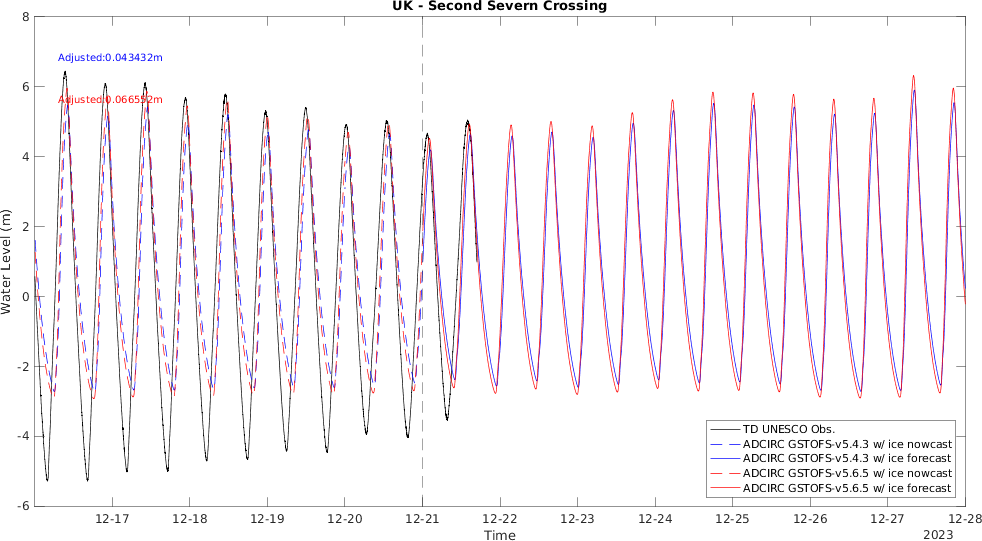 UK - Second Severn Crossing
8
6
4
2
0
-2
-4
-6
Water Level (m)
Adjusted:0.043432m
Adjusted:0.066552m
TD UNESCO Obs.
ADCIRC GSTOFS-v5.4.3 w/ ice nowcast
ADCIRC GSTOFS-v5.4.3 w/ ice forecast
ADCIRC GSTOFS-v5.6.5 w/ ice nowcast
ADCIRC GSTOFS-v5.6.5 w/ ice forecast
12-17 12-18 12-19 12-20 12-21 12-22 12-23 12-24 12-25 12-26 12-27 12-28
Time
2023